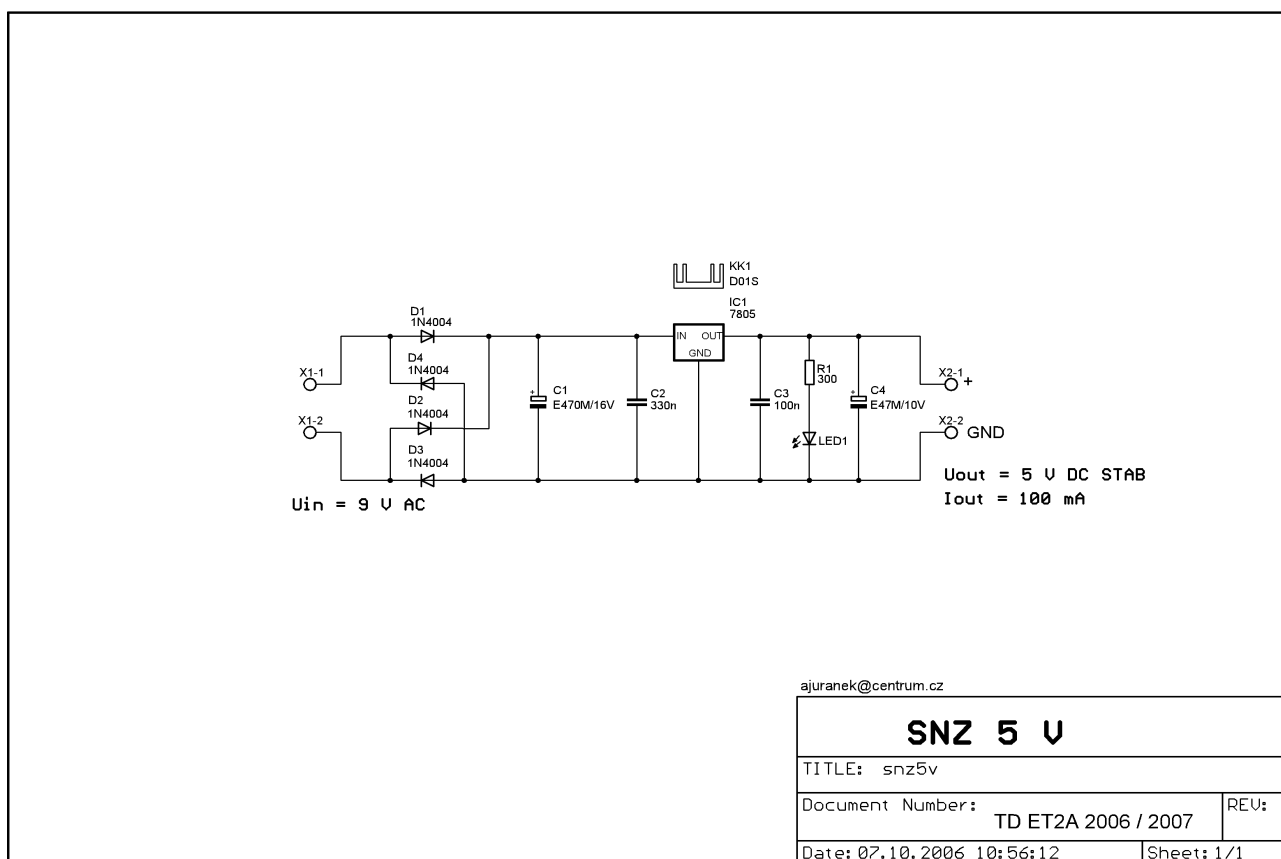 KK1
D01S
IC1
7805
D1
1N4004
IN OUT
GND
D4
1N4004
X1-1
D2
1N4004
X1-2
D3
1N4004
C1
E470M/16V
C2
330n
C3
100n
R1
300
LED1
C4
E47M/10V
X2-1
+
X2-2
GND
Uin = 9 V AC
Uout = 5 V DC STAB
Iout = 100 mA
ajuranek@centrum.cz
SNZ 5 V
TITLE: snz5v
Document Number:
TD ET2A 2006 / 2007
REV:
Date: 07.10.2006 10:56:12
Sheet: 1/1